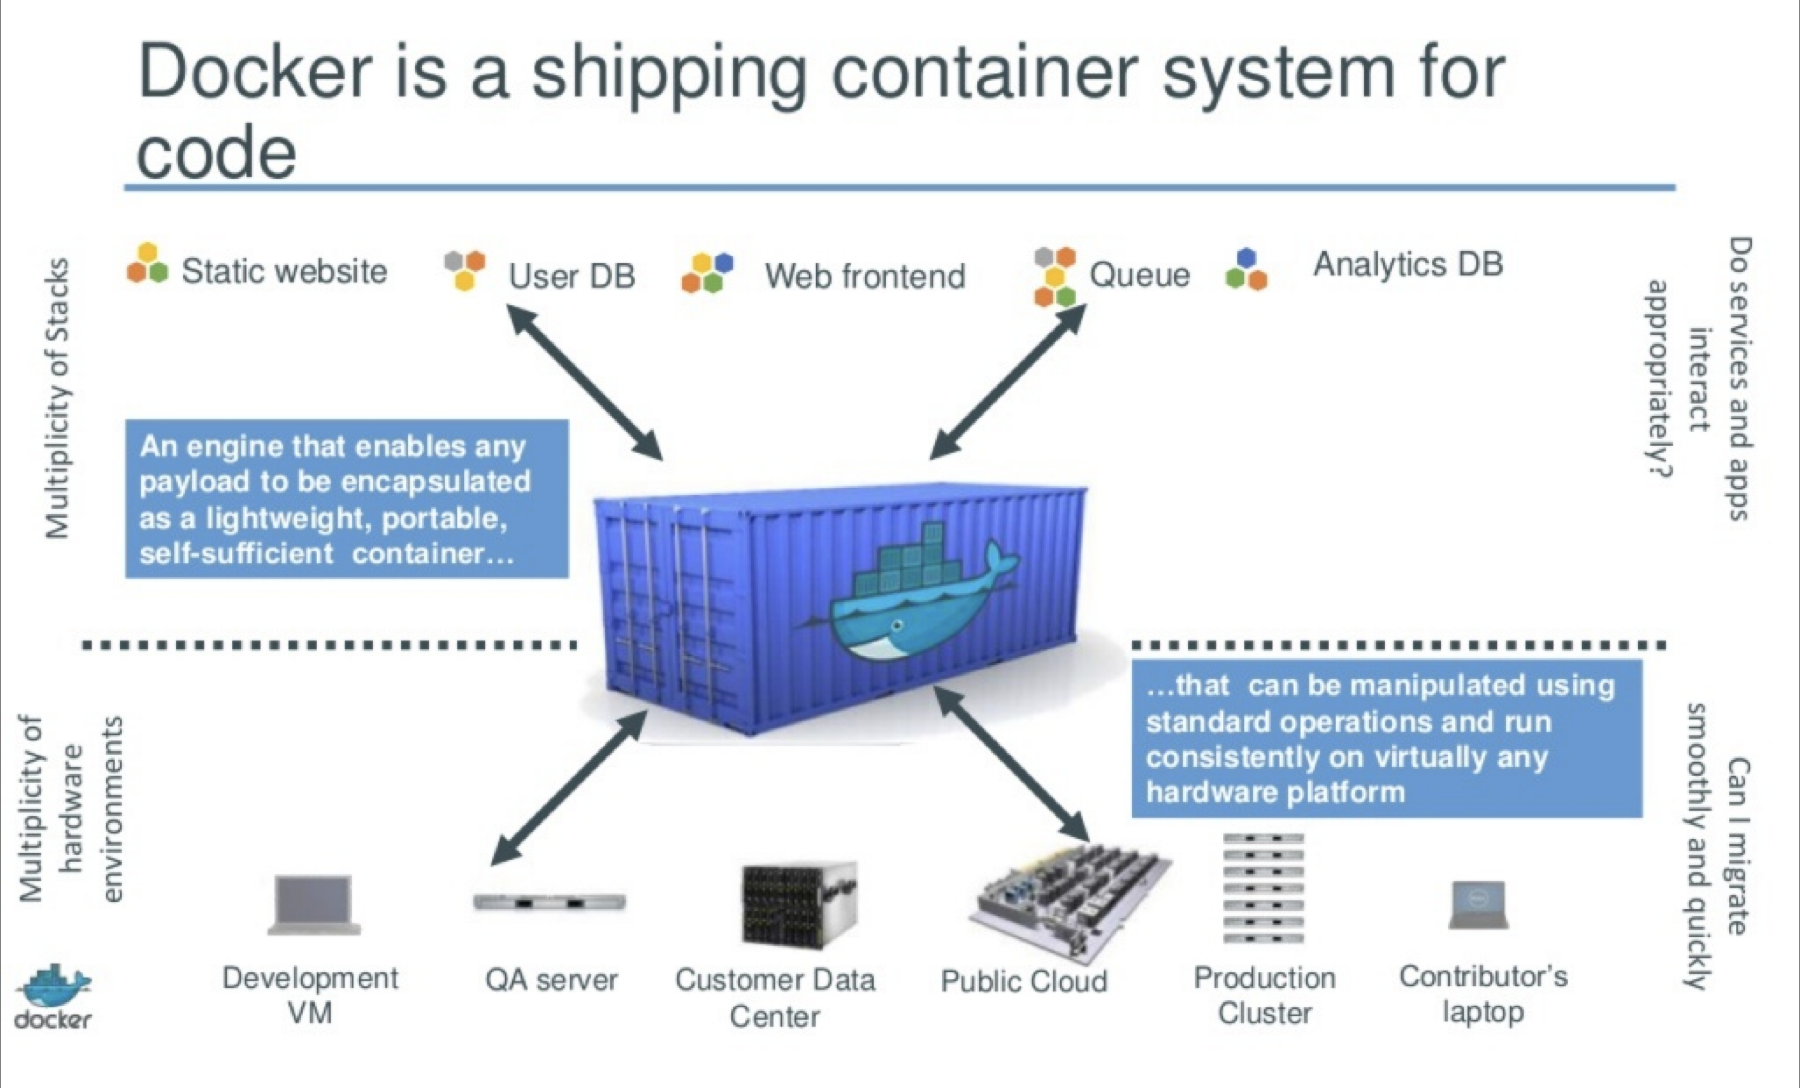 Docker is a shipping container system for
code
Static website
User DB
Web frontend
Queue
Analytics DB
Multiplicity of Stacks
Do services and apps
interact
appropriately?
An engine that enables any
payload to be encapsulated
as a lightweight, portable,
self-sufficient container...
...that can be manipulated using
standard operations and run
consistently on virtually any
hardware platform
Multiplicity of
hardware
environments
Can I migrate
smoothly and quickly
Development
VM
QA server
Customer Data
Center
Public Cloud
Production
Cluster
Contributor's
laptop
docker